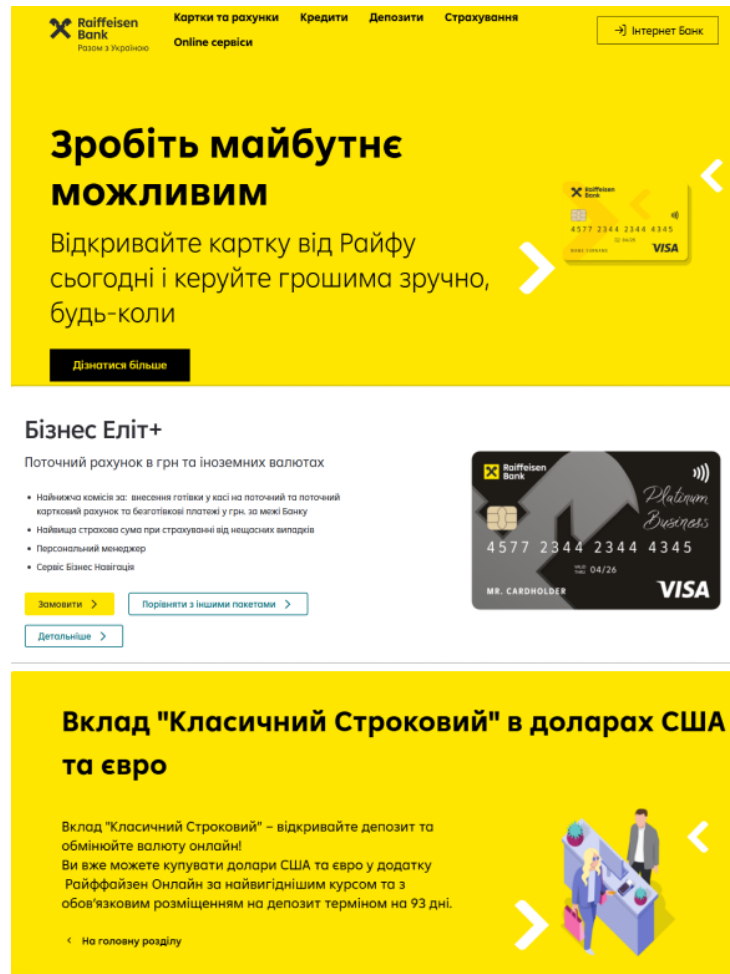 Raiffeisen
Bank
Разом з Україною
Картки та рахунки Кредити Депозити Страхування
Online сервіси
Інтернет Банк
Зробіть майбутнє
можливим
Відкривайте картку від Райфу
сьогодні і керуйте грошима зручно,
будь-коли
Дізнатися більше
Raiffeisen
Bank
4577 2344 2344 4345
04/26
VISA
Бізнес Еліт+
Поточний рахунок в грн та іноземних валютах
Найнижча комісія за: внесення готівки у касі на поточний та поточний
картковий рахунок та безготівкові платежі у грн. за межі Банку
Найвища страхова сума при страхуванні від нещасних випадків
Персональний менеджер
Сервіс Бізнес Навігація
Замовити
Порівняти з іншими пакетами
Детальніше
Raiffeisen
Bank
Platinum
Business
4577 2344 2344 4345
VALID
THRU 04/26
MR. CARDHOLDER
VISA
Вклад "Класичний Строковий" в доларах США
та євро
Вклад "Класичний Строковий" – відкривайте депозит та
обмінюйте валюту онлайн!
Ви вже можете купувати долари США та євро у додатку
Райффайзен Онлайн за найвигіднішим курсом та з
обов'язковим розміщенням на депозит терміном на 93 дні.
На головну розділу